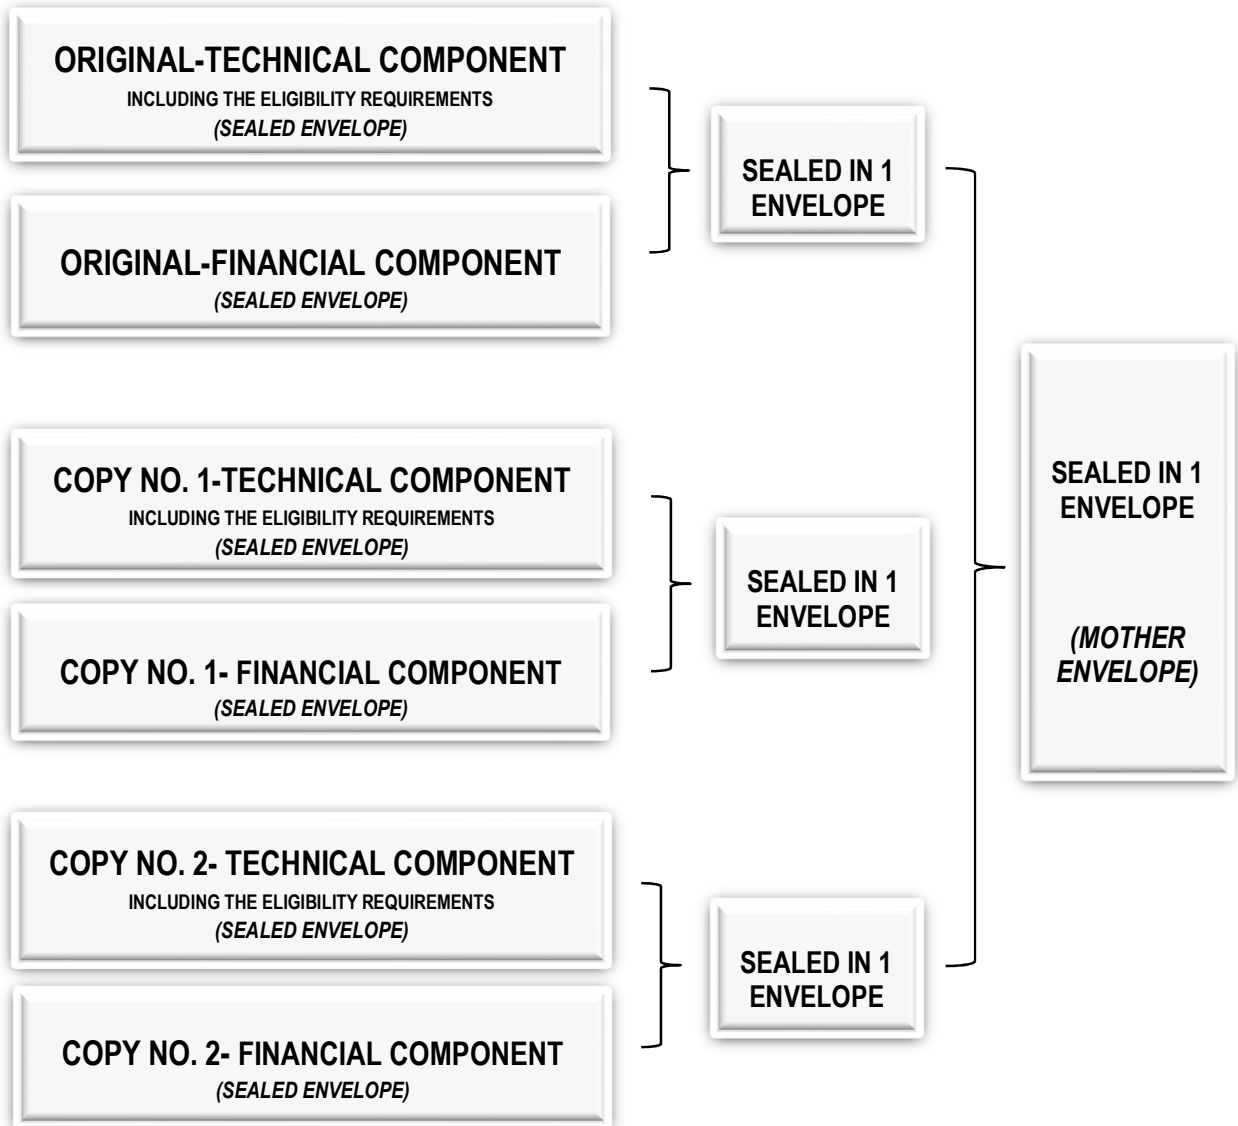 ORIGINAL-TECHNICAL COMPONENT
INCLUDING THE ELIGIBILITY REQUIREMENTS
(SEALED ENVELOPE)
ORIGINAL-FINANCIAL COMPONENT
(SEALED ENVELOPE)
SEALED IN 1
ENVELOPE
COPY NO. 1-TECHNICAL COMPONENT
INCLUDING THE ELIGIBILITY REQUIREMENTS
(SEALED ENVELOPE)
COPY NO. 1- FINANCIAL COMPONENT
(SEALED ENVELOPE)
SEALED IN 1
ENVELOPE
COPY NO. 2- TECHNICAL COMPONENT
INCLUDING THE ELIGIBILITY REQUIREMENTS
(SEALED ENVELOPE)
COPY NO. 2- FINANCIAL COMPONENT
(SEALED ENVELOPE)
SEALED IN 1
ENVELOPE
SEALED IN 1
ENVELOPE
(MOTHER
ENVELOPE)